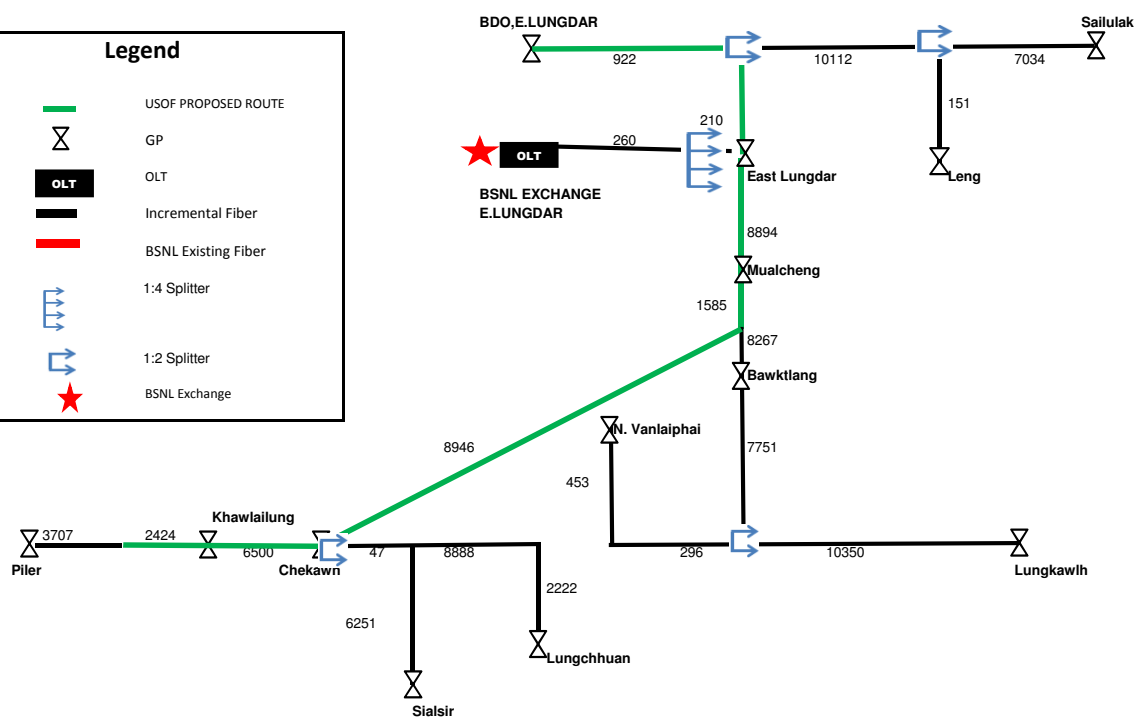 Legend
USOF PROPOSED ROUTE
GP
OLT
OLT
Incremental Fiber
BSNL Existing Fiber
1:4 Splitter
1:2 Splitter
BSNL Exchange
BDO,E.LUNGDAR
Sailulak
922
10112
7034
151
210
260
OLT
East Lungdar
Leng
BSNL EXCHANGE
E.LUNGDAR
8894
Mualcheng
1585
8267
Bawktlang
N. Vanlaiphai
8946
7751
453
Khawlailung
3707
2424
6500
47
8888
296
10350
Piler
Chekawn
Lungkawlh
2222
6251
Lungchhuan
Sialsir